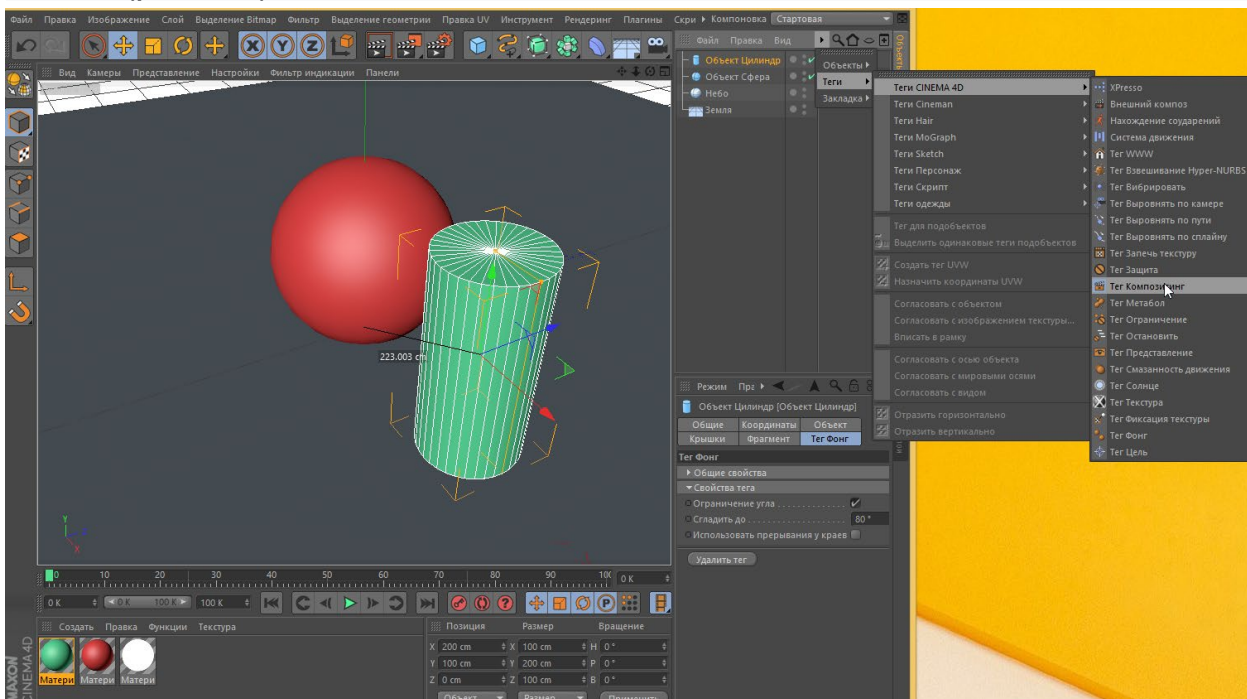 Файл Правка Изображение Слой Выделение Bitmap Фильтр Выделение геометрии Правка UV Инструмент Рендеринг Плагины Скри Компоновка Стартовая
Вид Камеры Представление Настройки Фильтр индикации Панели
223.003 cm
Y
X
Файл Правка Вид
Объект Цилиндр
Объект Сфера
Небо
Земля
Объекты
Теги
Закладка
Теги CINEMA 4D
Теги Cineman
Теги Hair
Теги MoGraph
Теги Sketch
Теги Персонаж
Теги Скрипт
Теги одежды
Тег для подобъектов
Выделить одинаковые теги подобъектов
Создать тег UVW
Назначить координаты UVW
Согласовать с объектом
Согласовать с изображением текстуры...
Вписать в рамку
Согласовать с осью объекта
Согласовать с мировыми осями
Согласовать с видом
Отразить горизонтально
Отразить вертикально
XPresso
Внешний композ
Нахождение соударений
Система движения
Тег WWW
Тег Взвешивание Hyper-NURBS
Тег Вибрировать
Тег Выровнять по камере
Тег Выровнять по пути
Тег Выровнять по сплайну
Тег Запечь текстуру
Тег Защита
Тег Композитинг
Тег Метабол
Тег Ограничение
Тег Остановить
Тег Представление
Тег Смазанность движения
Тег Солнце
Тег Текстура
Тег Фиксация текстуры
Тег Фонг
Тег Цель
Режим Пра
Объект Цилиндр [Объект Цилиндр]
Общие Координаты Объект
Крышки Фрагмент Тег Фонг
Тег Фонг
Общие свойства
Свойства тега
Ограничение угла
Сгладить до 80 °
Использовать прерывания у краев
Удалить тег
0 10 20 30 40 50 60 70 80 90 10( 0 K
0 K 0 K 100 K 100 K
Создать Правка Функции Текстура
Матери Матери Матери
MAXON
CINEMA 4D
Позиция Размер Вращение
X 200 cm X 100 cm H 0 °
Y 100 cm Y 200 cm P 0 °
Z 0 cm Z 100 cm B 0 °
Объект Размер Применить